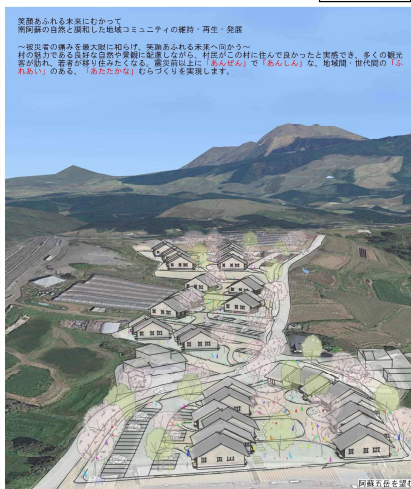 笑顔あふれる未来にむかって
南阿蘇の自然と調和した地域コミュニティの維持・再生・発展
～被災者の痛みを最大限に和らげ、笑顔あふれる未来へ向かう～
村の魅力である良好な自然や景観に配慮しながら、村民がこの村に住んで良かったと実感でき、多くの観光
客が訪れ、若者が移り住みたくなる、震災前以上に「あんぜん」で「あんしん」な、地域間・世代間の「ふ
れあい」のある、「あたたかな」むらづくりを実現します。
阿蘇五岳を望む